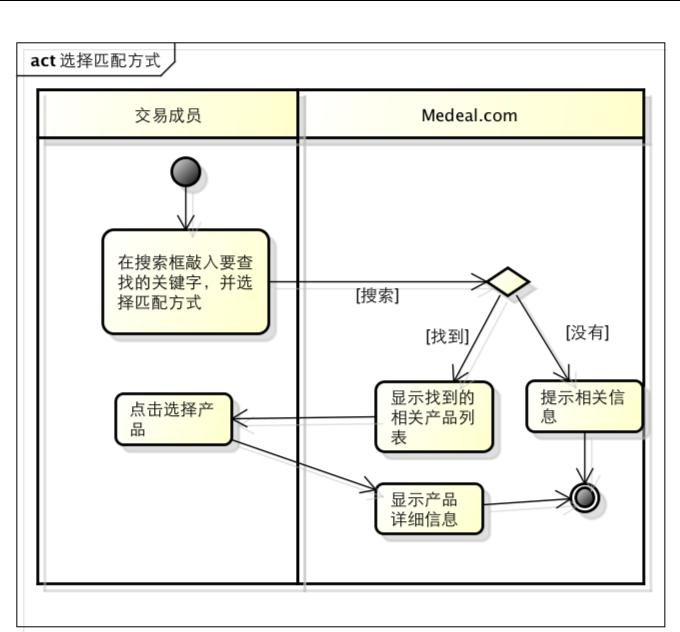 act 选择匹配方式
交易成员
Medeal.com
在搜索框敲入要查
找的关键字，并选
择匹配方式
[搜索]
[找到]
[没有]
点击选择产
品
显示找到的
相关产品列
表
提示相关信
息
显示产品
详细信息